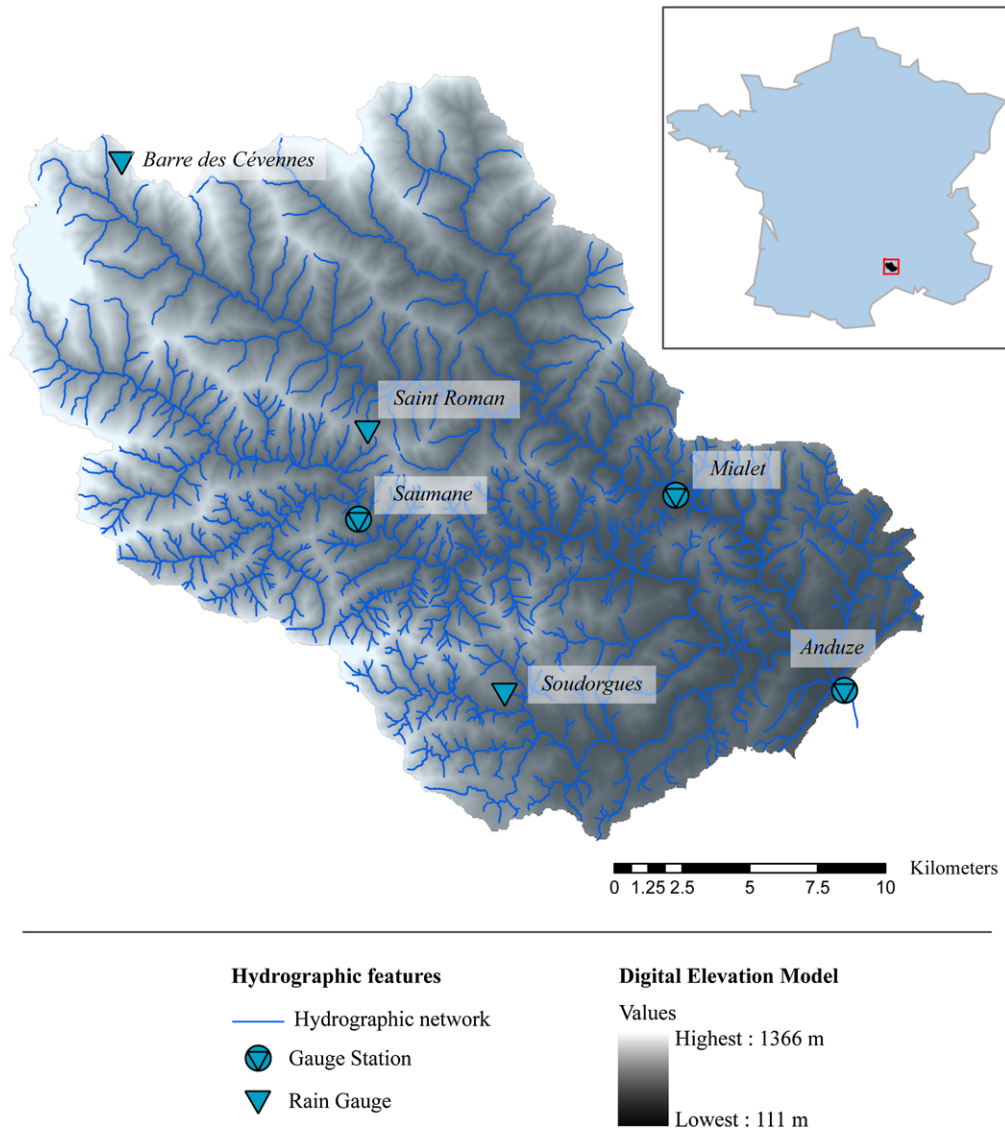 Barre des Cévennes
Saint Roman
Mialet
Saumane
Anduze
Soudorgues
Kilometers
0 1.25 2.5 5 7.5 10
Hydrographic features
Hydrographic network
Gauge Station
Rain Gauge
Digital Elevation Model
Values
Highest : 1366 m
Lowest : 111 m